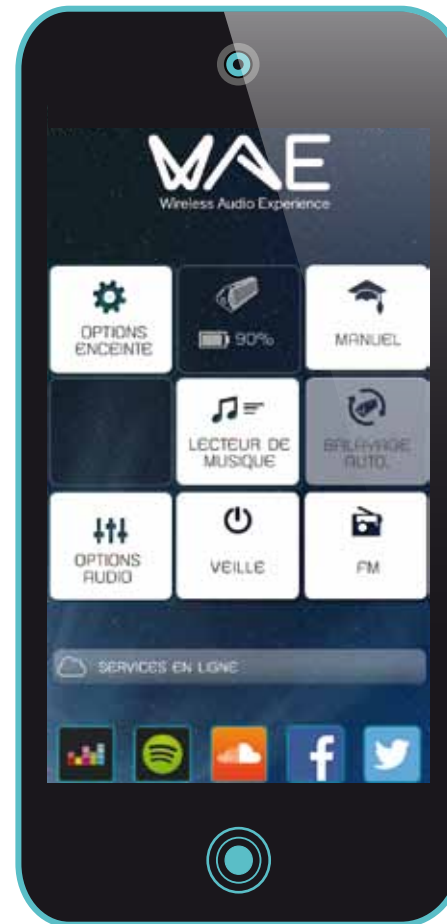 WAE
Wireless Audio Experience
OPTIONS
ENCEINTE
90%
MANUEL
LECTEUR DE
MUSIQUE
BALAYAGE
AUTO.
OPTIONS
AUDIO
VEILLE
FM
SERVICES EN LIGNE